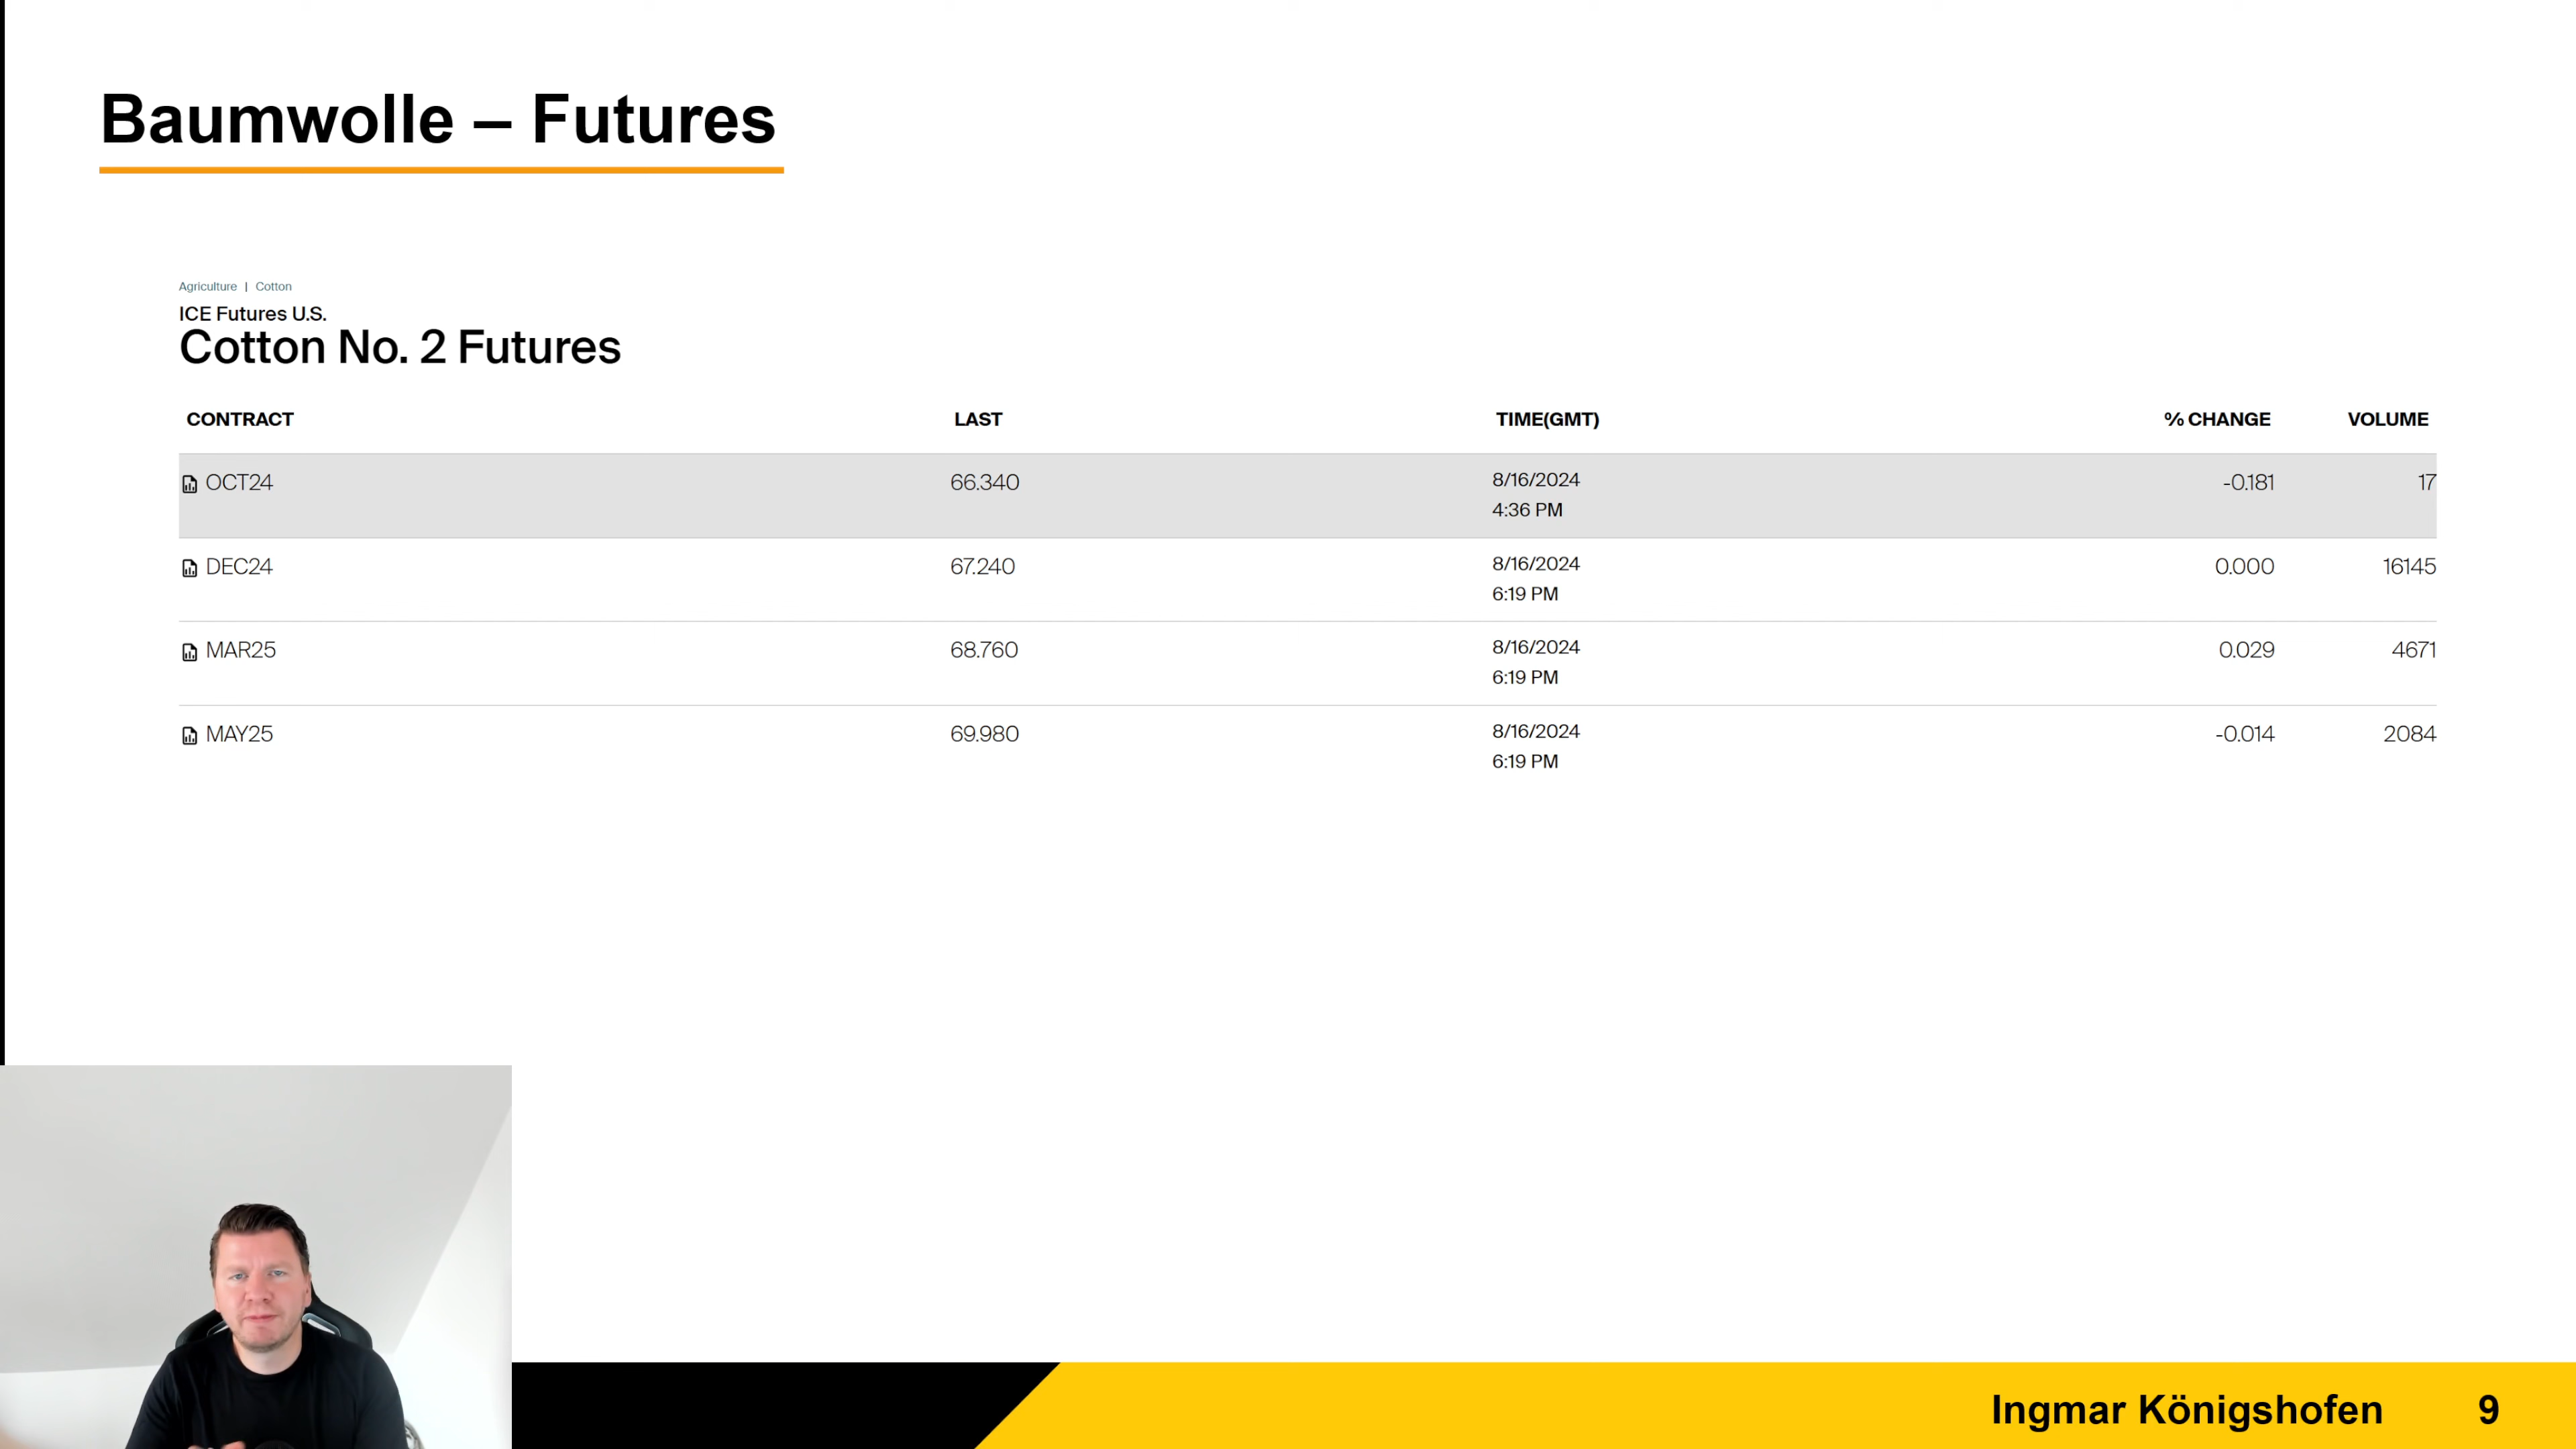 Baumwolle – Futures
Agriculture | Cotton
ICE Futures U.S.
Cotton No. 2 Futures
CONTRACT LAST TIME(GMT) % CHANGE VOLUME
OCT24 66.340 8/16/2024 -0.181 17
4:36 PM
DEC24 67.240 8/16/2024 0.000 16145
6:19 PM
MAR25 68.760 8/16/2024 0.029 4671
6:19 PM
MAY25 69.980 8/16/2024 -0.014 2084
6:19 PM
Ingmar Königshofen 9